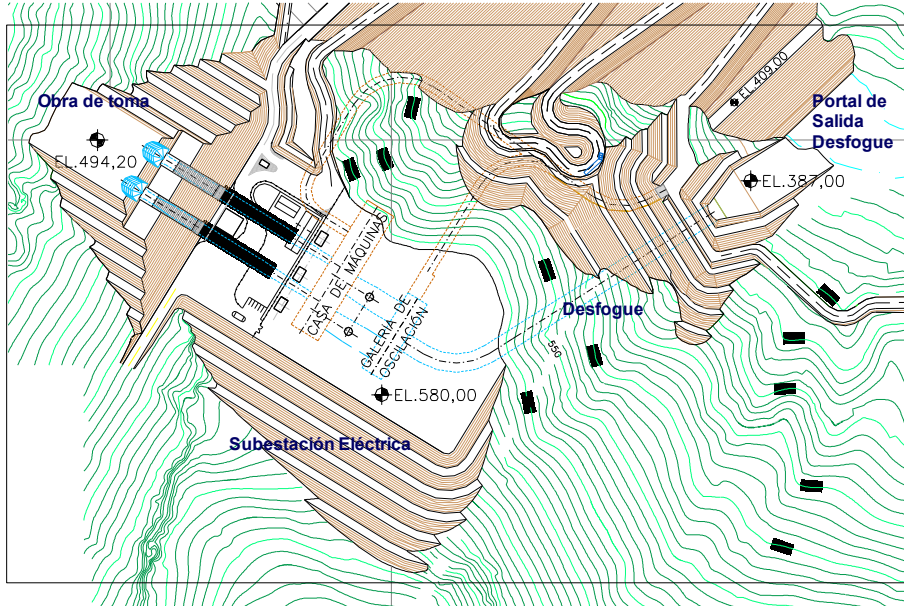 Obra de toma
EL.494,20
EL.409,00
Portal de
Salida
Desfogue
EL.387,00
CASA DE MÁQUINAS
GALERIA DE
OSCILACIÓN
Desfogue
550
EL.580,00
Subestación Eléctrica